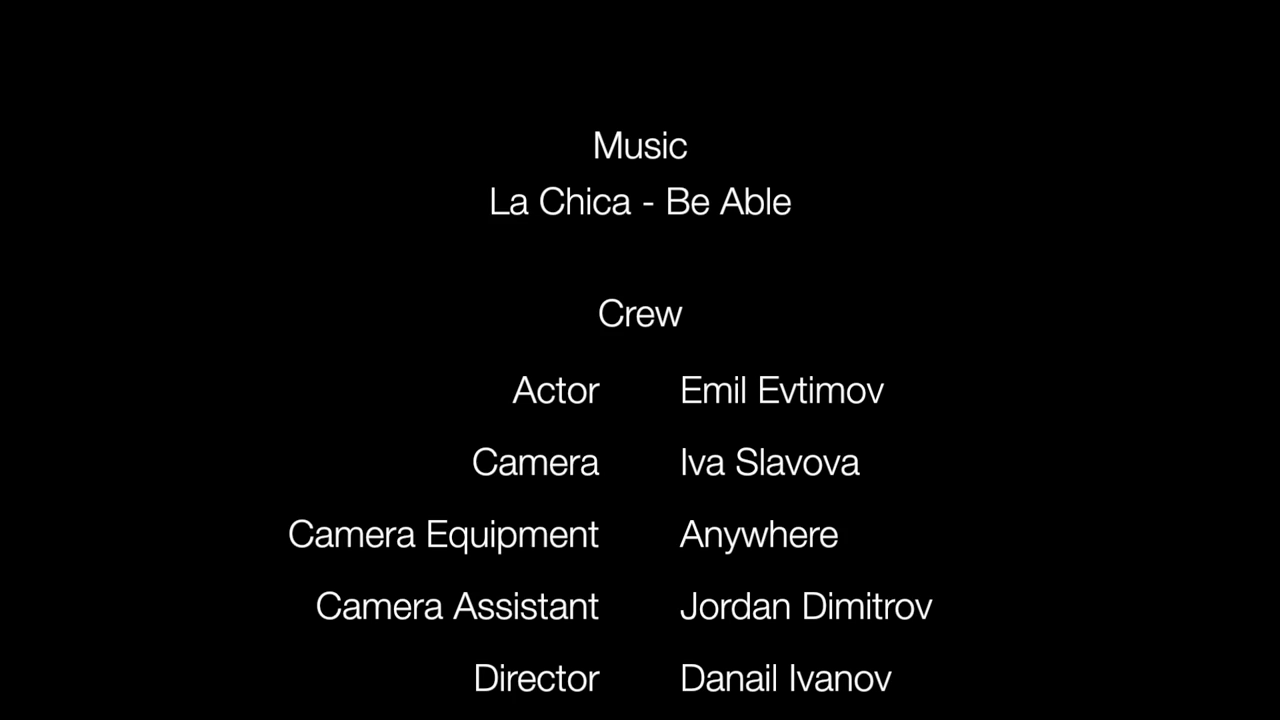 Music
La Chica - Be Able
Crew
Actor Emil Evtimov
Camera Iva Slavova
Camera Equipment Anywhere
Camera Assistant Jordan Dimitrov
Director Danail Ivanov